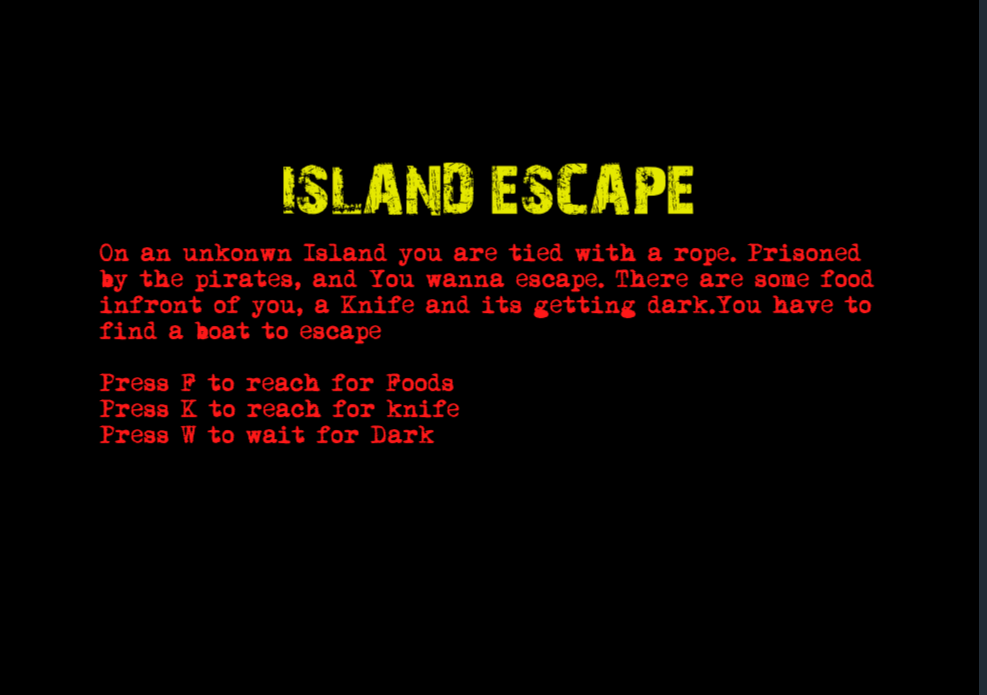 ISLAND ESCAPE
On an unkonwn Island you are tied with a rope. Prisoned
by the pirates, and You wanna escape. There are some food
infront of you, a Knife and its getting dark.You have to
find a boat to escape
Press F to reach for Foods
Press K to reach for knife
Press W to wait for Dark